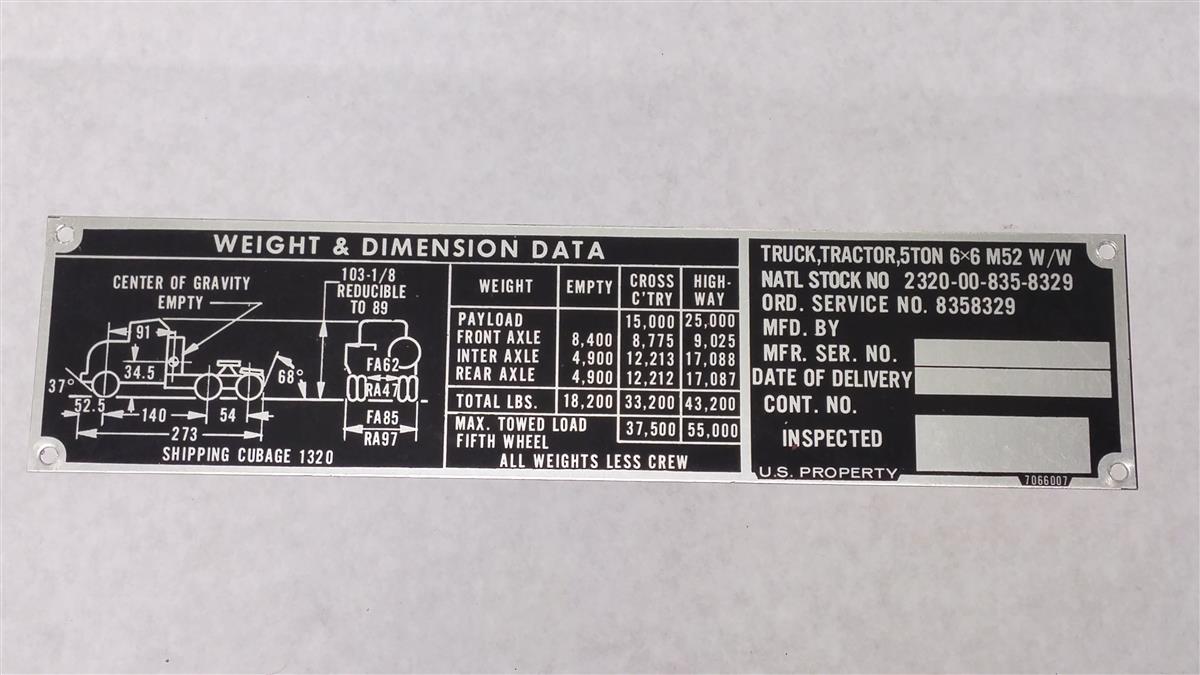 WEIGHT & DIMENSION DATA
CENTER OF GRAVITY
EMPTY
103-1/8
REDUCIBLE
TO 89
91
34.5
37°
68°
52.5
140
54
273
FA62
RA47
FA85
RA97
SHIPPING CUBAGE 1320
WEIGHT EMPTY CROSS C'TRY HIGH-WAY
PAYLOAD 15,000 25,000
FRONT AXLE 8,400 8,775 9,025
INTER AXLE 4,900 12,213 17,088
REAR AXLE 4,900 12,212 17,087
TOTAL LBS. 18,200 33,200 43,200
MAX. TOWED LOAD
FIFTH WHEEL 37,500 55,000
ALL WEIGHTS LESS CREW
TRUCK,TRACTOR,5TON 6×6 M52 W/W
NATL STOCK NO 2320-00-835-8329
ORD. SERVICE NO. 8358329
MFD. BY
MFR. SER. NO.
DATE OF DELIVERY
CONT. NO.
INSPECTED
U.S. PROPERTY
7066007